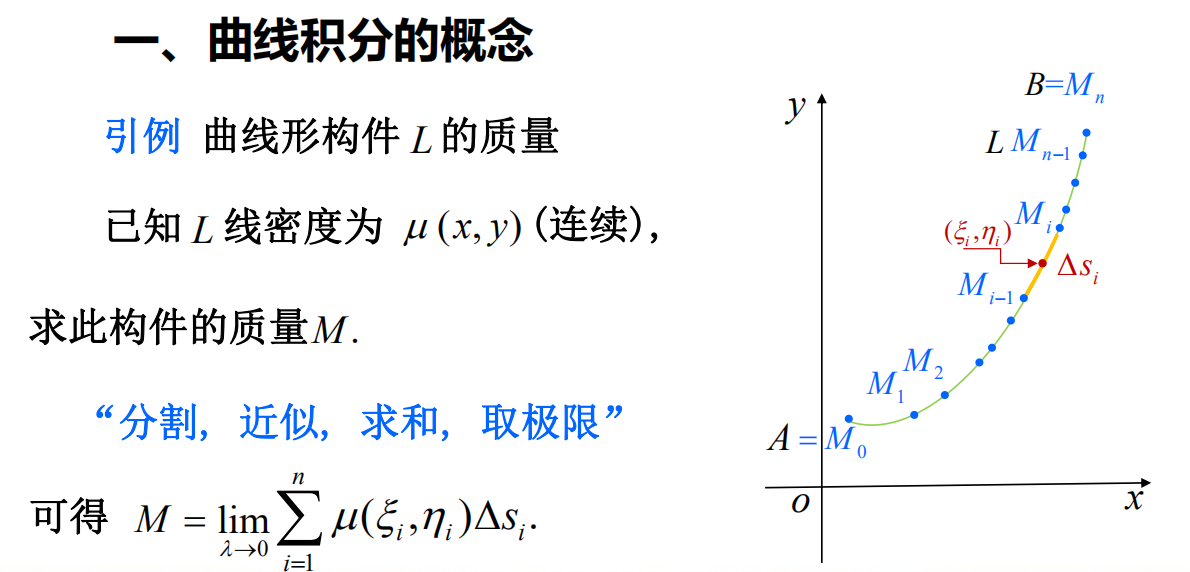 一、曲线积分的概念
引例 曲线形构件 L 的质量
已知 L 线密度为 μ(x,y)(连续),
求此构件的质量M.
“分割, 近似, 求和, 取极限”
可得 M = lim_{λ→0} ∑_{i=1}^{n} μ(ξ_i,η_i)Δs_i.
y
B=M_n
L M_{n-1}
M_i
(ξ_i,η_i)
Δs_i
M_{i-1}
M_2
M_1
A = M_0
o
x